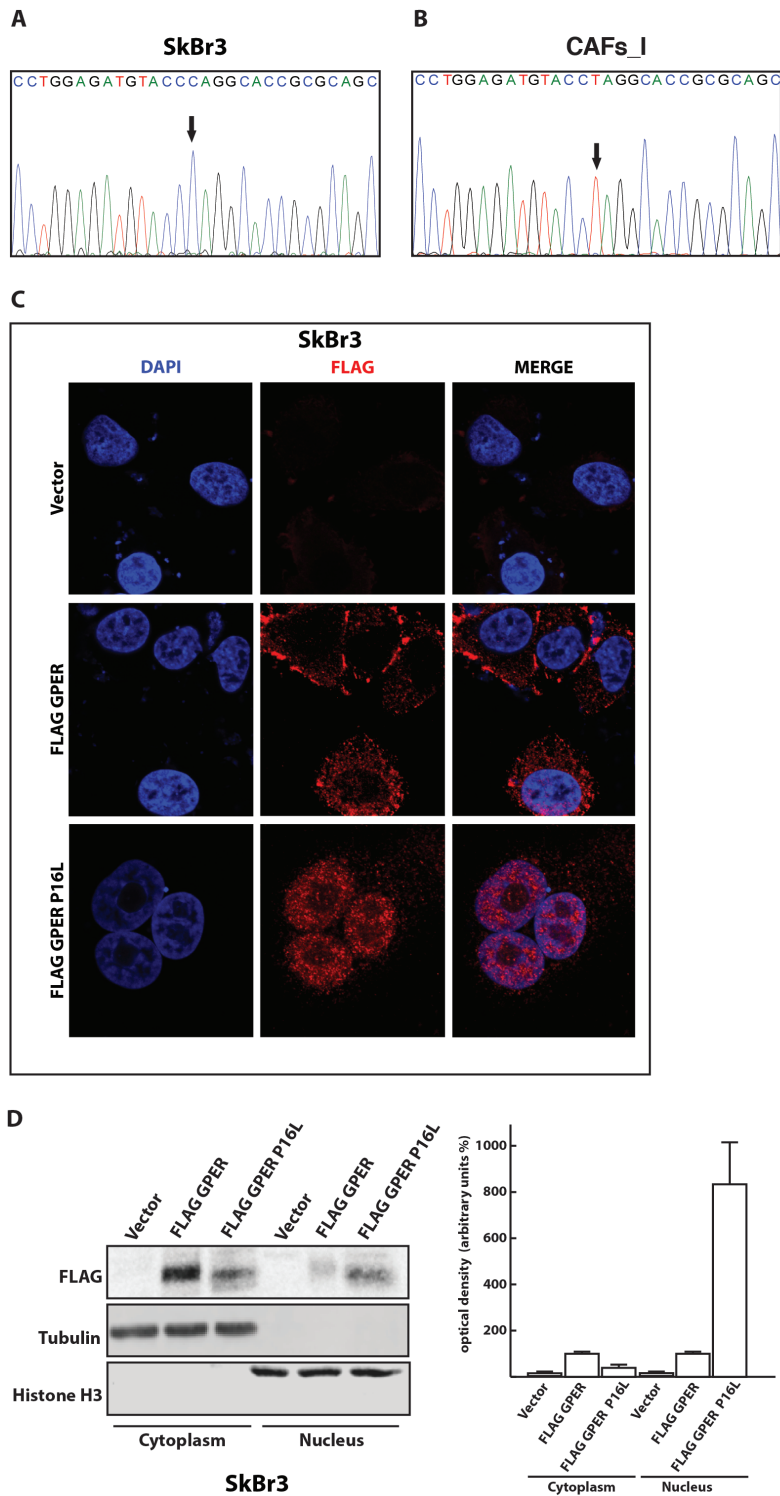 A
SkBr3
CCTGGAGATGTACCCAGGCACCGCGCAGC
B
CAFs_I
CCTGGAGATGTACCTAGGCACCGCGCAGC
C
SkBr3
DAPI
FLAG
MERGE
Vector
FLAG GPER
FLAG GPER P16L
D
Vector
FLAG GPER
FLAG GPER P16L
Vector
FLAG GPER
FLAG GPER P16L
FLAG
Tubulin
Histone H3
Cytoplasm
Nucleus
SkBr3
optical density (arbitrary units %)
1000
800
600
400
200
Vector
FLAG GPER
FLAG GPER P16L
Vector
FLAG GPER
FLAG GPER P16L
Cytoplasm
Nucleus